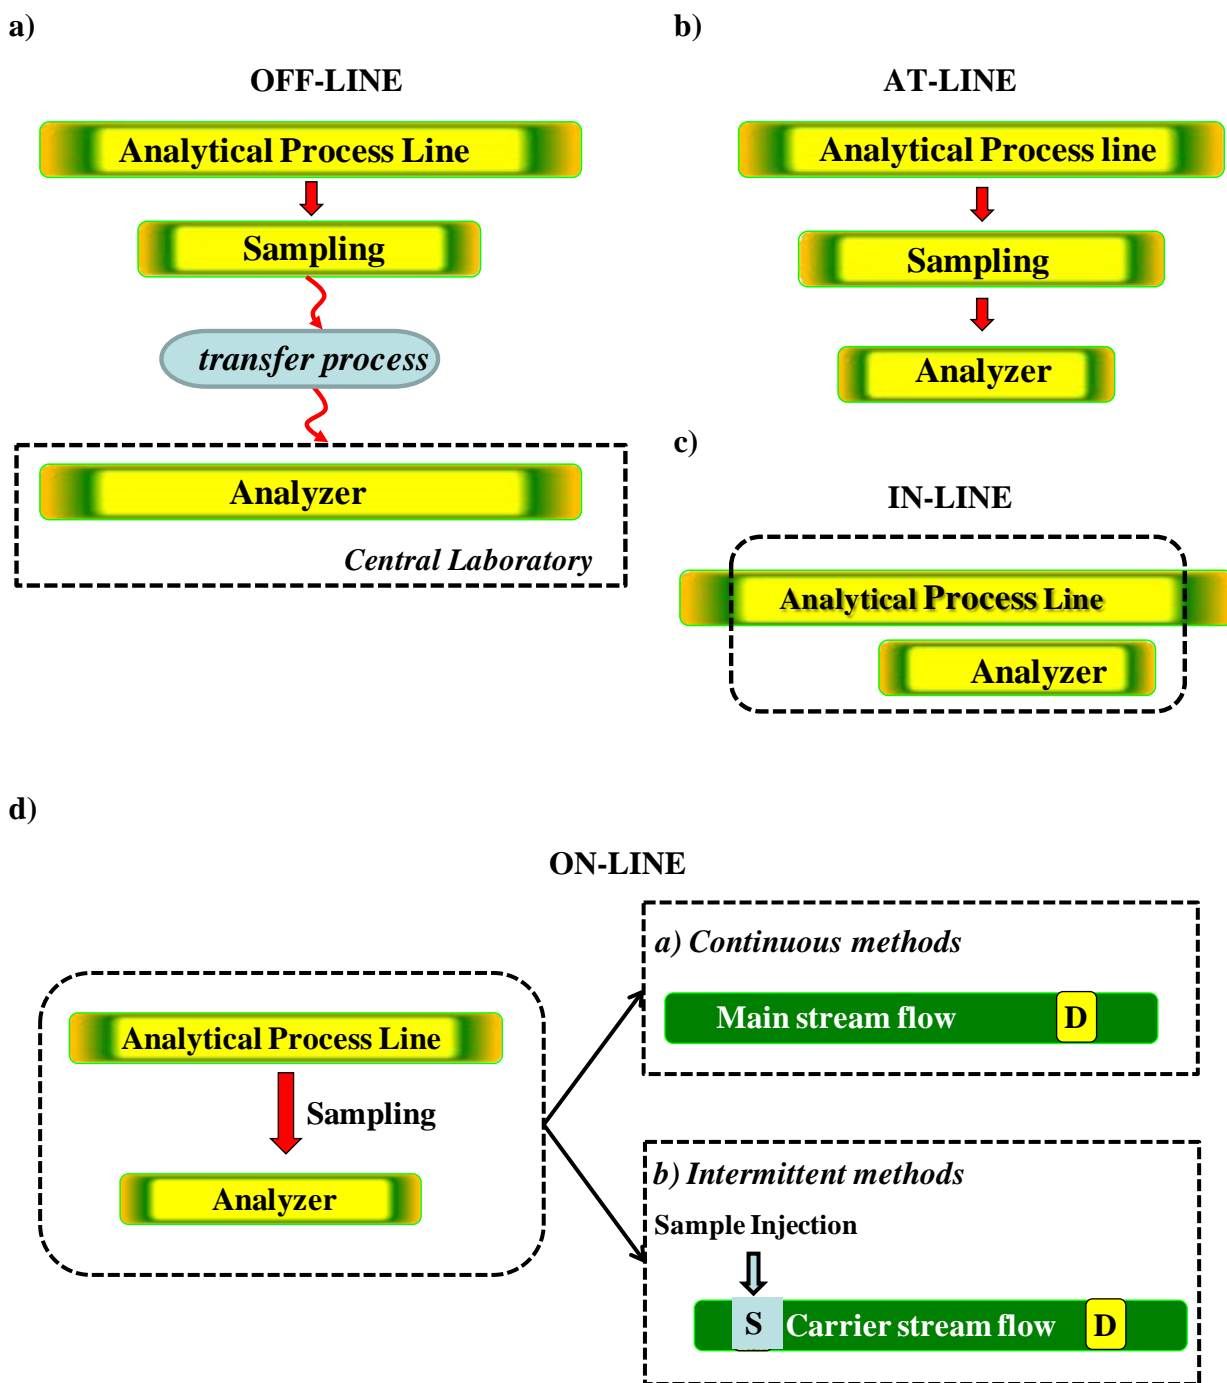 a)
OFF-LINE
Analytical Process Line
Sampling
transfer process
Analyzer
Central Laboratory
b)
AT-LINE
Analytical Process line
Sampling
Analyzer
c)
IN-LINE
Analytical Process Line
Analyzer
d)
ON-LINE
Analytical Process Line
Sampling
Analyzer
a) Continuous methods
Main stream flow D
b) Intermittent methods
Sample Injection
S Carrier stream flow D